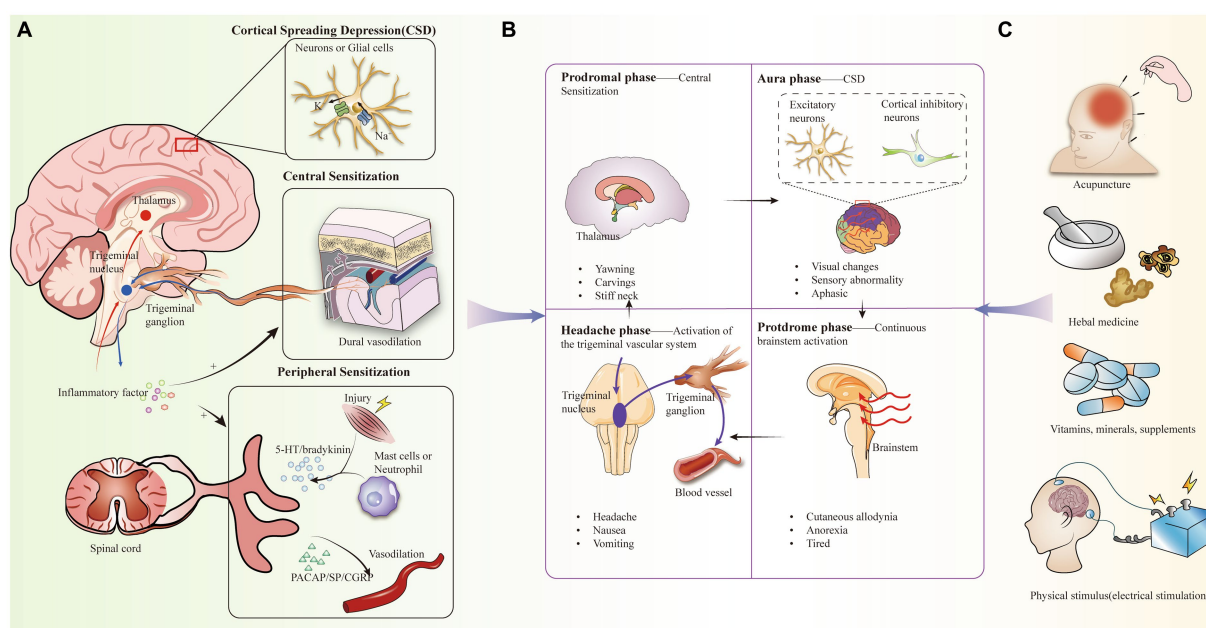 A
Cortical Spreading Depression(CSD)
Neurons or Glial cells
K
Na
Central Sensitization
Thalamus
Trigeminal
nucleus
Trigeminal
ganglion
Dural vasodilation
Inflammatory factor
+
+
Peripheral Sensitization
Injury
5-HT/bradykinin
Mast cells or
Neutrophil
Spinal cord
PACAP/SP/CGRP
Vasodilation
B
Prodromal phase——Central
Sensitization
Thalamus
• Yawning
• Carvings
• Stiff neck
Aura phase——CSD
Excitatory
neurons
Cortical inhibitory
neurons
• Visual changes
• Sensory abnormality
• Aphasic
Headache phase——Activation of
the trigeminal vascular system
Trigeminal
nucleus
Trigeminal
ganglion
Blood vessel
• Headache
• Nausea
• Vomiting
Protdrome phase——Continuous
brainstem activation
Brainstem
• Cutaneous allodynia
• Anorexia
• Tired
C
Acupuncture
Hebal medicine
Vitamins, minerals, supplements
Physical stimulus(electrical stimulation